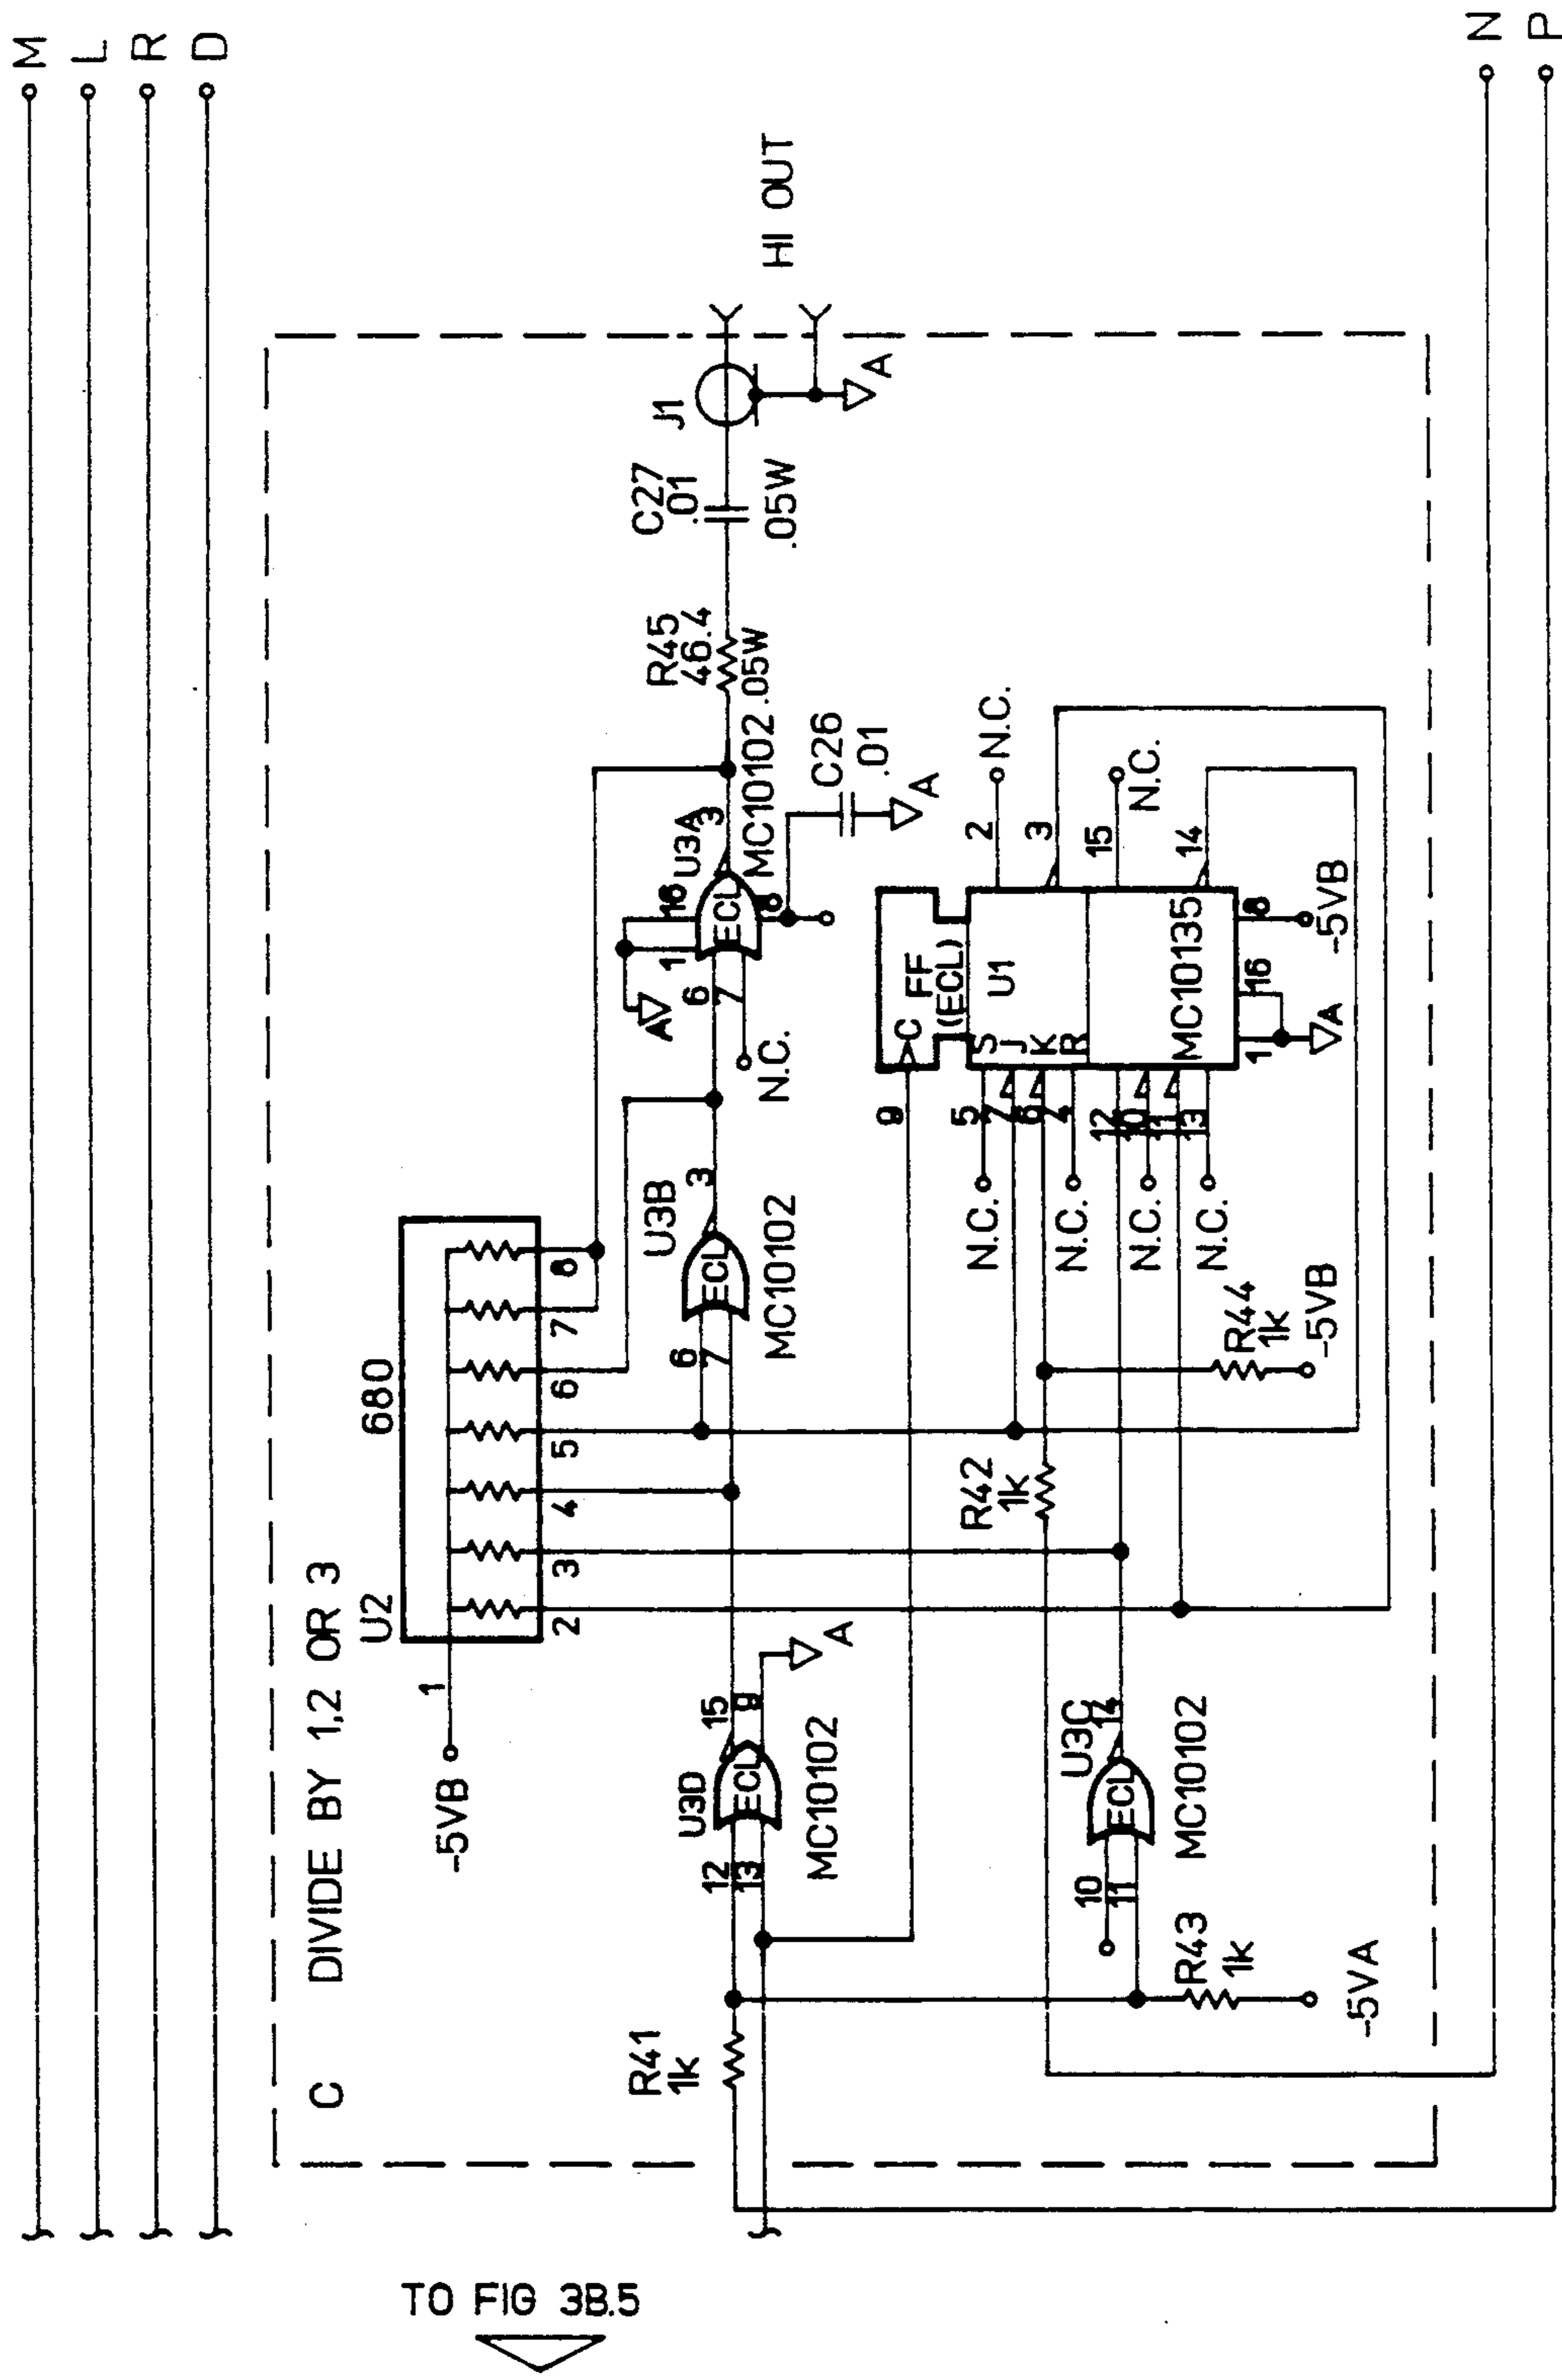 M
L
R
D
C DIVIDE BY 1,2 OR 3
U2 680
-5VB
1
2 3 4 5 6 7 8
R41
1k
U3D
12
13
ECL
15
9
MC10102
A
U3B
6
7
ECL
3
MC10102
A
1
16
6
7
N.C.
U3A
ECL
3
8
MC10102
R45
46.4
.05W
C27
.01
.05W
J1
A
HI OUT
C26
.01
A
9
C
FF
(ECL)
U1
S
J
K
R
MC10135
5
7
6
4
12
10
11
13
N.C.
N.C.
N.C.
N.C.
2
N.C.
3
15
N.C.
14
1
16
A
8
-5VB
R42
1k
R44
1k
-5VB
U3C
10
11
ECL
14
MC10102
R43
1k
-5VA
N
P
TO FIG 3B.5